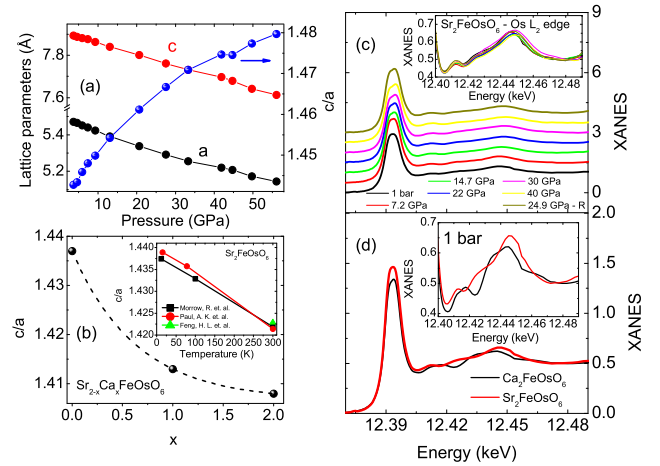 (a)
c
a
Lattice parameters (Å)
7.8
7.6
5.4
5.2
c/a
1.48
1.47
1.46
1.45
0 10 20 30 40 50
Pressure (GPa)
(b)
c/a
1.44
1.43
1.42
1.41
0.0 0.5 1.0 1.5 2.0
x
Sr2-xCaxFeOsO6
Sr2FeOsO6
c/a
1.440
1.435
1.430
1.425
1.420
0 50 100 150 200 250 300
Temperature (K)
Morrow, R. et. al.
Paul, A. K. et. al.
Feng, H. L. et. al.
(c)
Sr2FeOsO6 - Os L2 edge
XANES
0.7
0.6
0.5
0.4
12.40 12.42 12.44 12.46 12.48
Energy (keV)
XANES
9
6
3
0
1 bar
7.2 GPa
14.7 GPa
22 GPa
30 GPa
40 GPa
24.9 GPa - R
(d)
1 bar
XANES
0.7
0.6
0.5
0.4
12.40 12.42 12.44 12.46 12.48
Energy (keV)
XANES
2.0
1.5
1.0
0.5
0.0
Ca2FeOsO6
Sr2FeOsO6
12.39 12.42 12.45 12.48
Energy (keV)